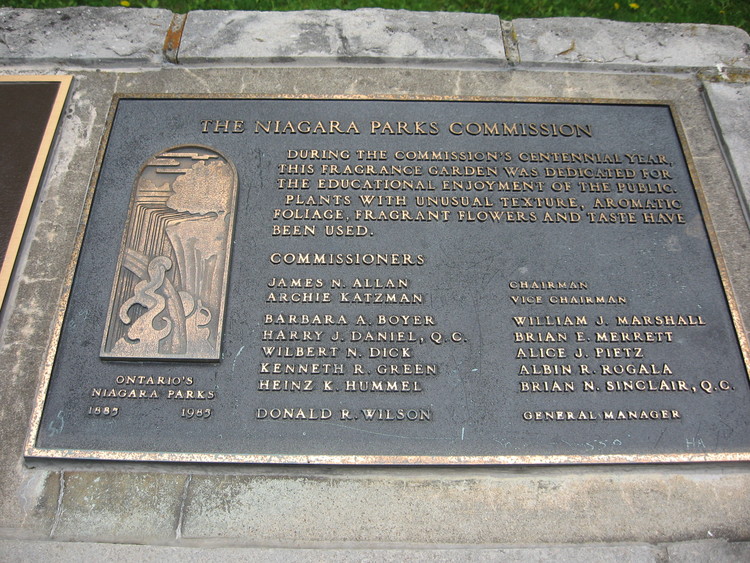 THE NIAGARA PARKS COMMISSION
DURING THE COMMISSION'S CENTENNIAL YEAR,
THIS FRAGRANCE GARDEN WAS DEDICATED FOR
THE EDUCATIONAL ENJOYMENT OF THE PUBLIC.
PLANTS WITH UNUSUAL TEXTURE, AROMATIC
FOLIAGE, FRAGRANT FLOWERS AND TASTE HAVE
BEEN USED.
COMMISSIONERS
JAMES N. ALLAN CHAIRMAN
ARCHIE KATZMAN VICE CHAIRMAN
BARBARA A. BOYER WILLIAM J. MARSHALL
HARRY J. DANIEL, Q.C. BRIAN E. MERRETT
WILBERT N. DICK ALICE J. PIETZ
KENNETH R. GREEN ALBIN R. ROGALA
HEINZ K. HUMMEL BRIAN N. SINCLAIR, Q.C.
DONALD R. WILSON GENERAL MANAGER
ONTARIO'S
NIAGARA PARKS
1885 1985